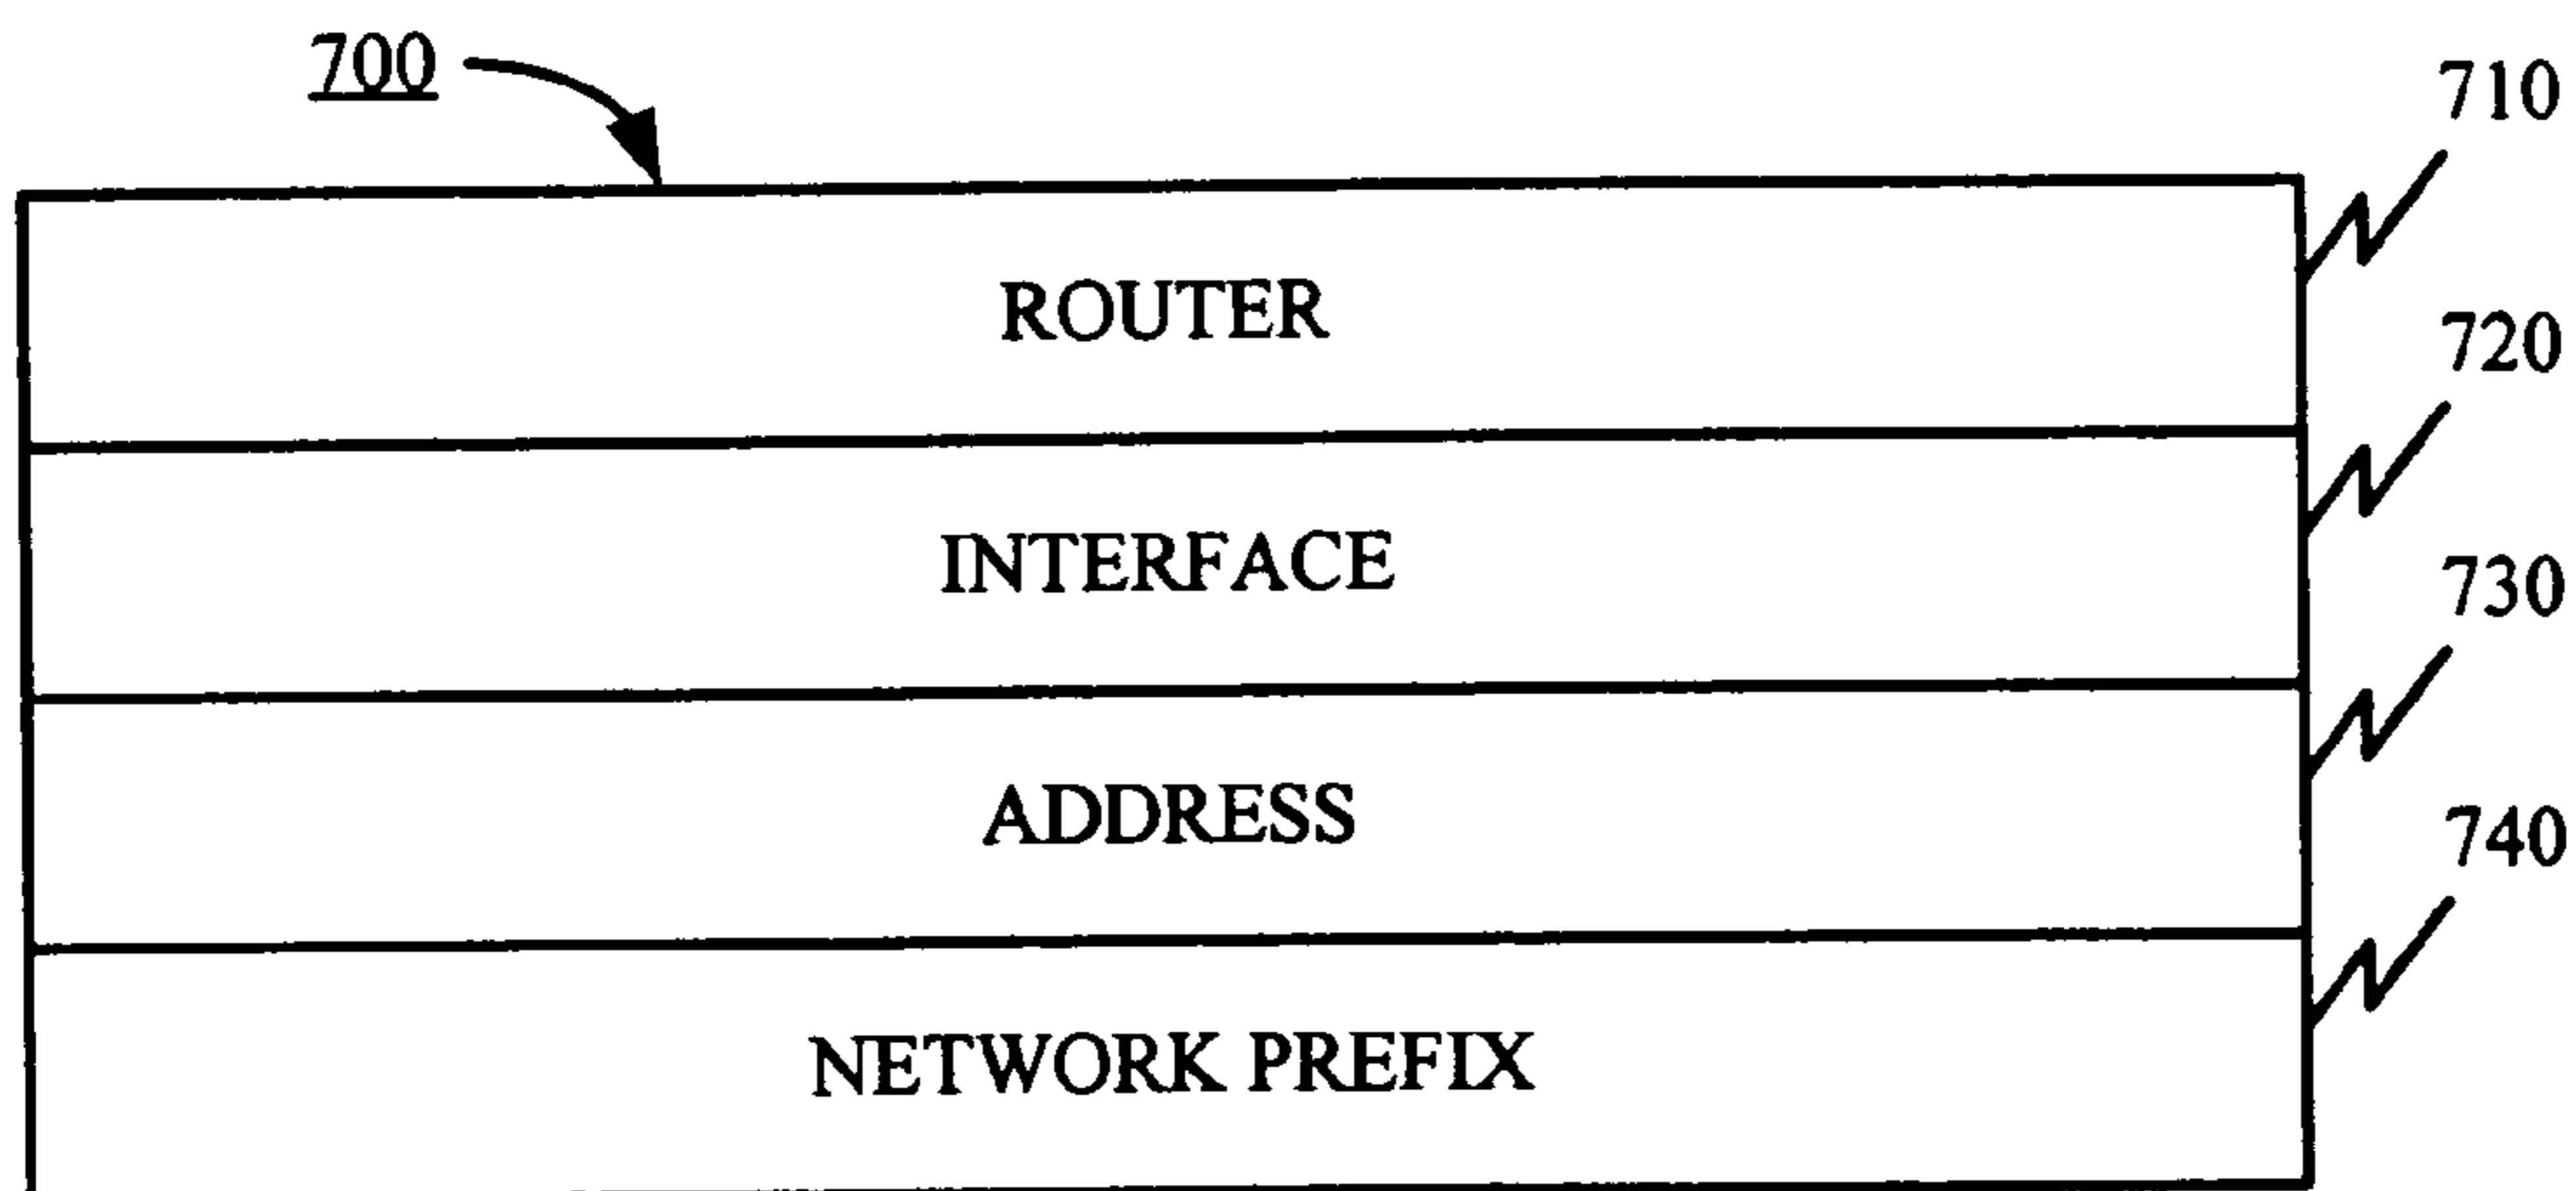 700
710
ROUTER
720
INTERFACE
730
ADDRESS
740
NETWORK PREFIX